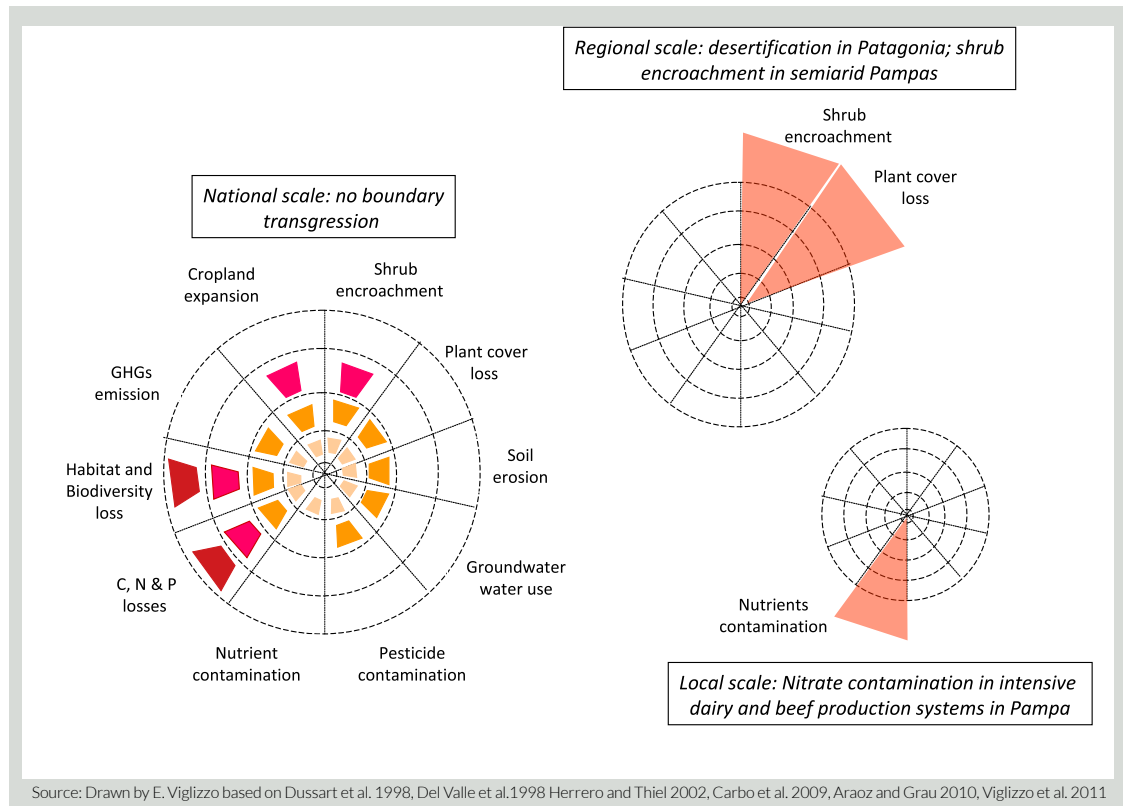 Regional scale: desertification in Patagonia; shrub
encroachment in semiarid Pampas
Shrub
encroachment
Plant cover
loss
National scale: no boundary
transgression
Cropland
expansion
Shrub
encroachment
GHGs
emission
Plant cover
loss
Habitat and
Biodiversity
loss
Soil
erosion
C, N & P
losses
Groundwater
water use
Nutrient
contamination
Pesticide
contamination
Nutrients
contamination
Local scale: Nitrate contamination in intensive
dairy and beef production systems in Pampa
Source: Drawn by E. Viglizzo based on Dussart et al. 1998, Del Valle et al.1998 Herrero and Thiel 2002, Carbo et al. 2009, Araoz and Grau 2010, Viglizzo et al. 2011